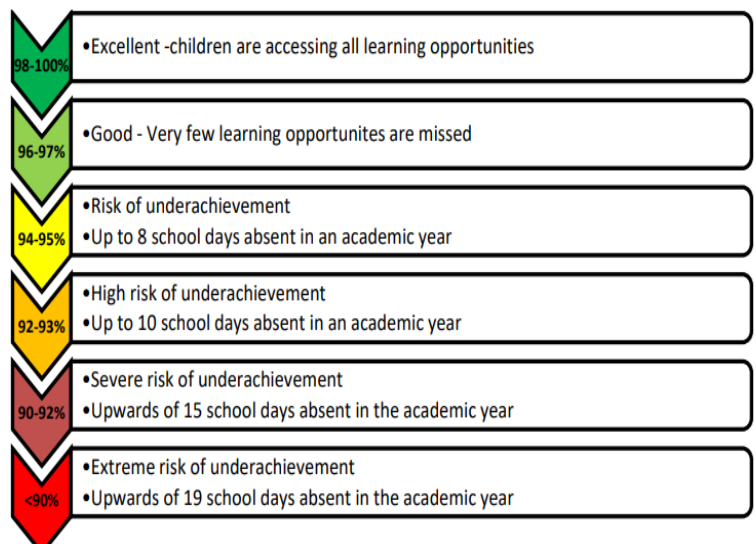 98-100%
•Excellent -children are accessing all learning opportunities
96-97%
•Good - Very few learning opportunites are missed
94-95%
•Risk of underachievement
•Up to 8 school days absent in an academic year
92-93%
•High risk of underachievement
•Up to 10 school days absent in an academic year
90-92%
•Severe risk of underachievement
•Upwards of 15 school days absent in the academic year
<90%
•Extreme risk of underachievement
•Upwards of 19 school days absent in the academic year